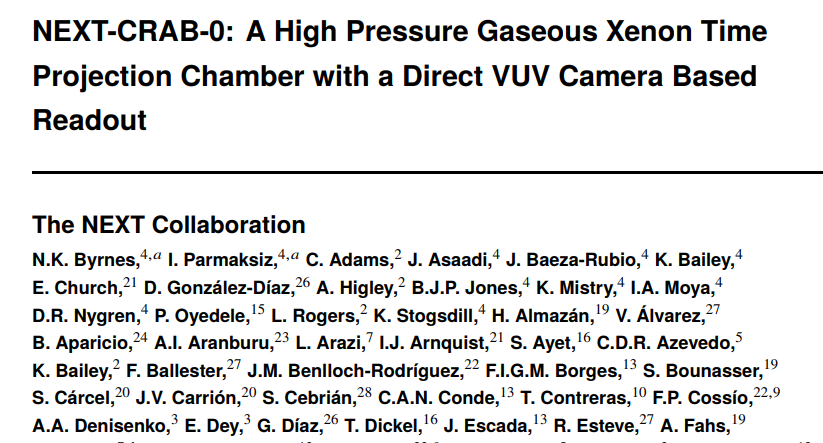 NEXT-CRAB-0: A High Pressure Gaseous Xenon Time
Projection Chamber with a Direct VUV Camera Based
Readout
The NEXT Collaboration
N.K. Byrnes,4,a I. Parmaksiz,4,a C. Adams,2 J. Asaadi,4 J. Baeza-Rubio,4 K. Bailey,4
E. Church,21 D. González-Díaz,26 A. Higley,2 B.J.P. Jones,4 K. Mistry,4 I.A. Moya,4
D.R. Nygren,4 P. Oyedele,15 L. Rogers,2 K. Stogsdill,4 H. Almazán,19 V. Álvarez,27
B. Aparicio,24 A.I. Aranburu,23 L. Arazi,7 I.J. Arnquist,21 S. Ayet,16 C.D.R. Azevedo,5
K. Bailey,2 F. Ballester,27 J.M. Benlloch-Rodríguez,22 F.I.G.M. Borges,13 S. Bounasser,19
S. Cárcel,20 J.V. Carrión,20 S. Cebrián,28 C.A.N. Conde,13 T. Contreras,10 F.P. Cossío,22,9
A.A. Denisenko,3 E. Dey,3 G. Díaz,26 T. Dickel,16 J. Escada,13 R. Esteve,27 A. Fahs,19